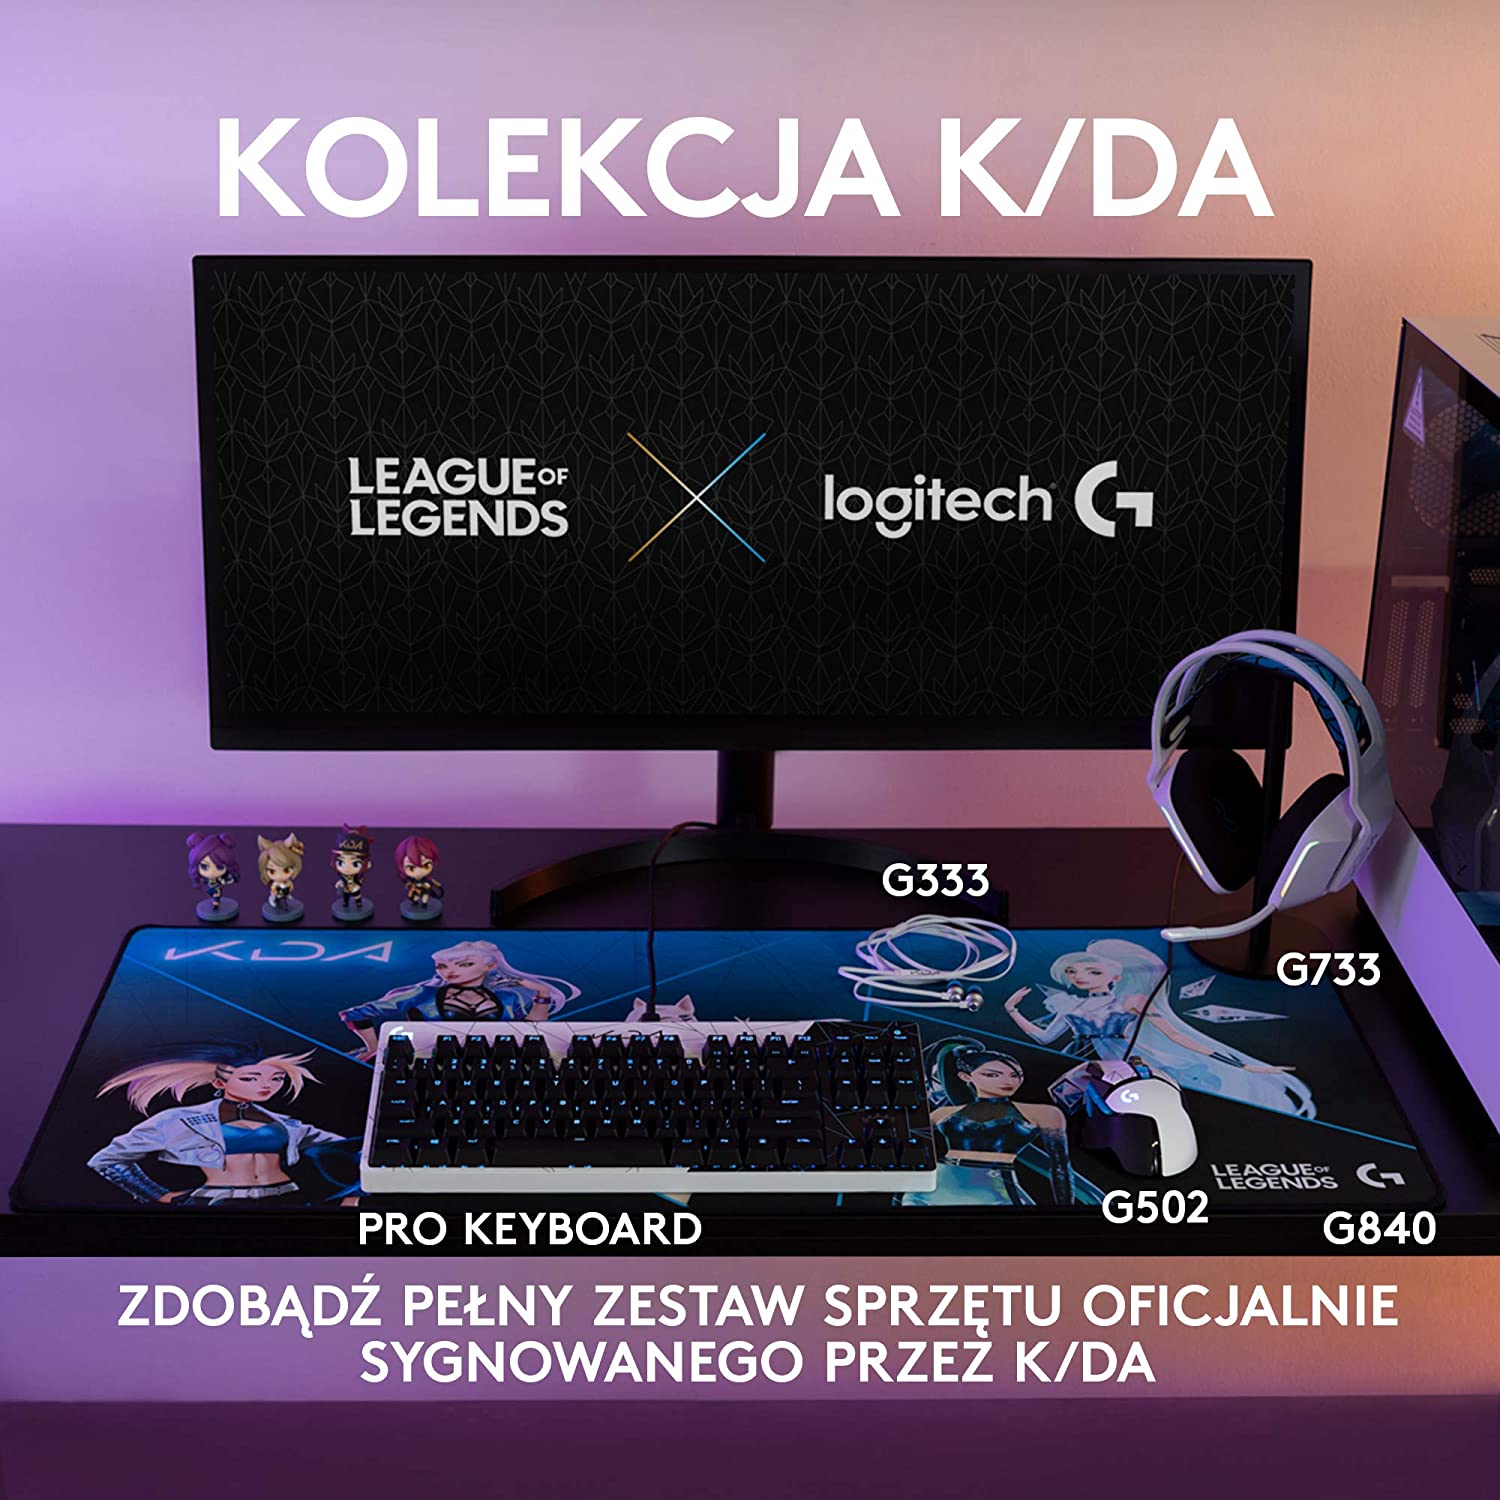 KOLEKCJA K/DA
LEAGUE OF
LEGENDS
logitech G
G333
G733
K/DA
LEAGUE OF
LEGENDS
G502
PRO KEYBOARD
G840
ZDOBĄDŹ PEŁNY ZESTAW SPRZĘTU OFICJALNIE
SYGNOWANEGO PRZEZ K/DA